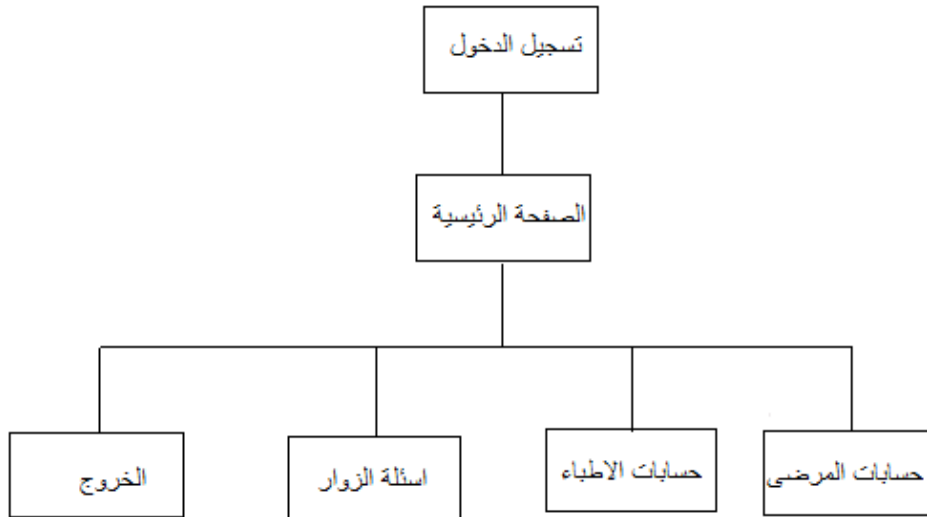 تسجيل الدخول
الصفحة الرئيسية
حسابات المرضى
حسابات الاطباء
اسئلة الزوار
الخروج